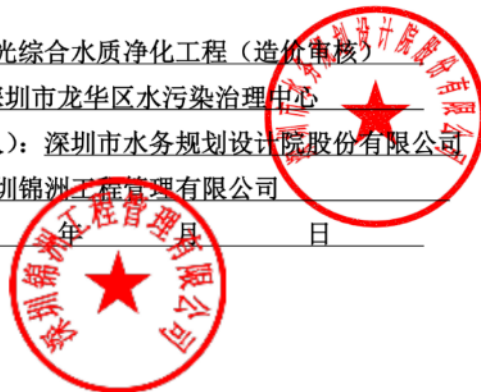 光综合水质净化工程（造价审核）
深圳市龙华区水污染治理中心
）：深圳市水务规划设计院股份有限公司
圳锦洲工程管理有限公司
年 月 日
深圳市水务规划设计院股份有限公司
深圳锦洲工程管理有限公司